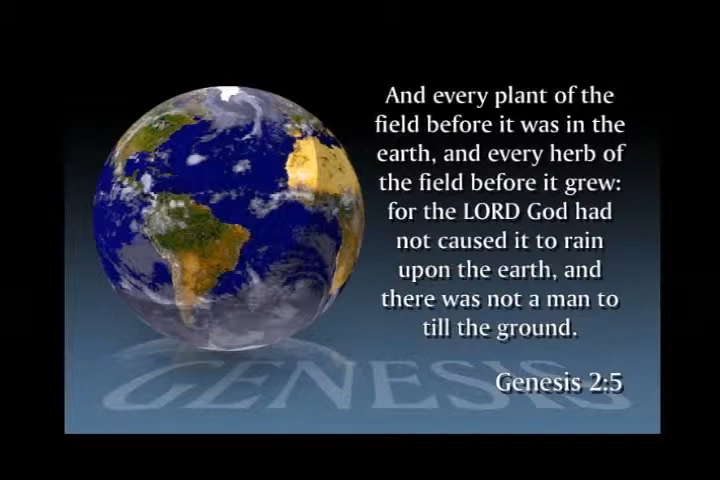 And every plant of the
field before it was in the
earth, and every herb of
the field before it grew:
for the LORD God had
not caused it to rain
upon the earth, and
there was not a man to
till the ground.
Genesis 2:5
GENESIS